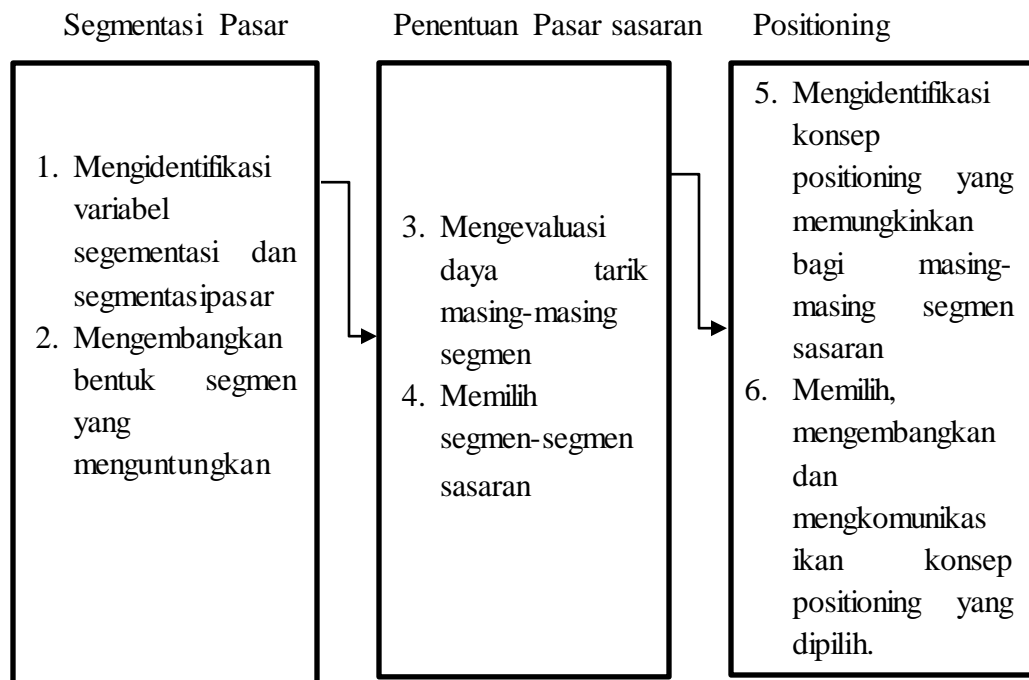 Segmentasi Pasar
Penentuan Pasar sasaran
Positioning
1. Mengidentifikasi
variabel
segementasi dan
segmentasipasar
2. Mengembangkan
bentuk segmen
yang
menguntungkan
3. Mengevaluasi
daya tarik
masing-masing
segmen
4. Memilih
segmen-segmen
sasaran
5. Mengidentifikasi
konsep
positioning yang
memungkinkan
bagi masing-
masing segmen
sasaran
6. Memilih,
mengembangkan
dan
mengkomunikas
ikan konsep
positioning yang
dipilih.